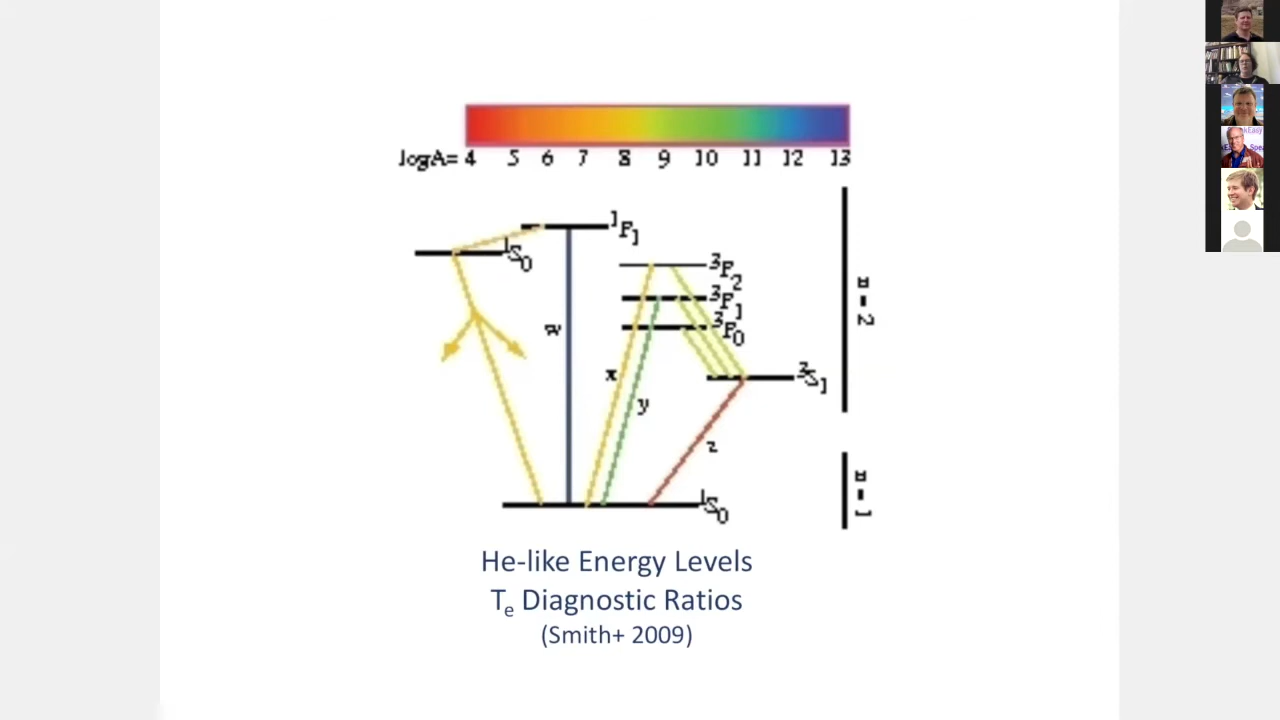 logA= 4 5 6 7 8 9 10 11 12 13
¹P₁
¹S₀
³P₂
³P₁
³P₀
w
x
y
³S₁
z
¹S₀
n = 2
n = 1
He-like Energy Levels
Tₑ Diagnostic Ratios
(Smith+ 2009)